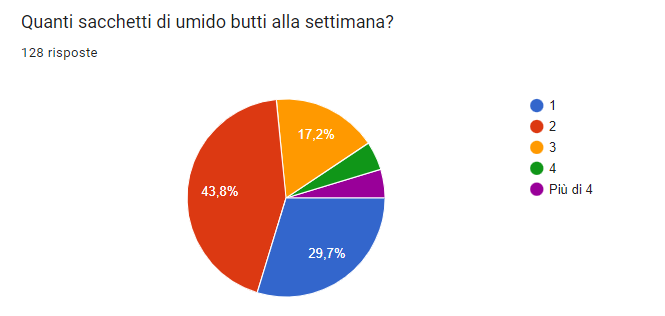 Quanti sacchetti di umido butti alla settimana?
128 risposte
17,2%
43,8%
29,7%
1
2
3
4
Più di 4